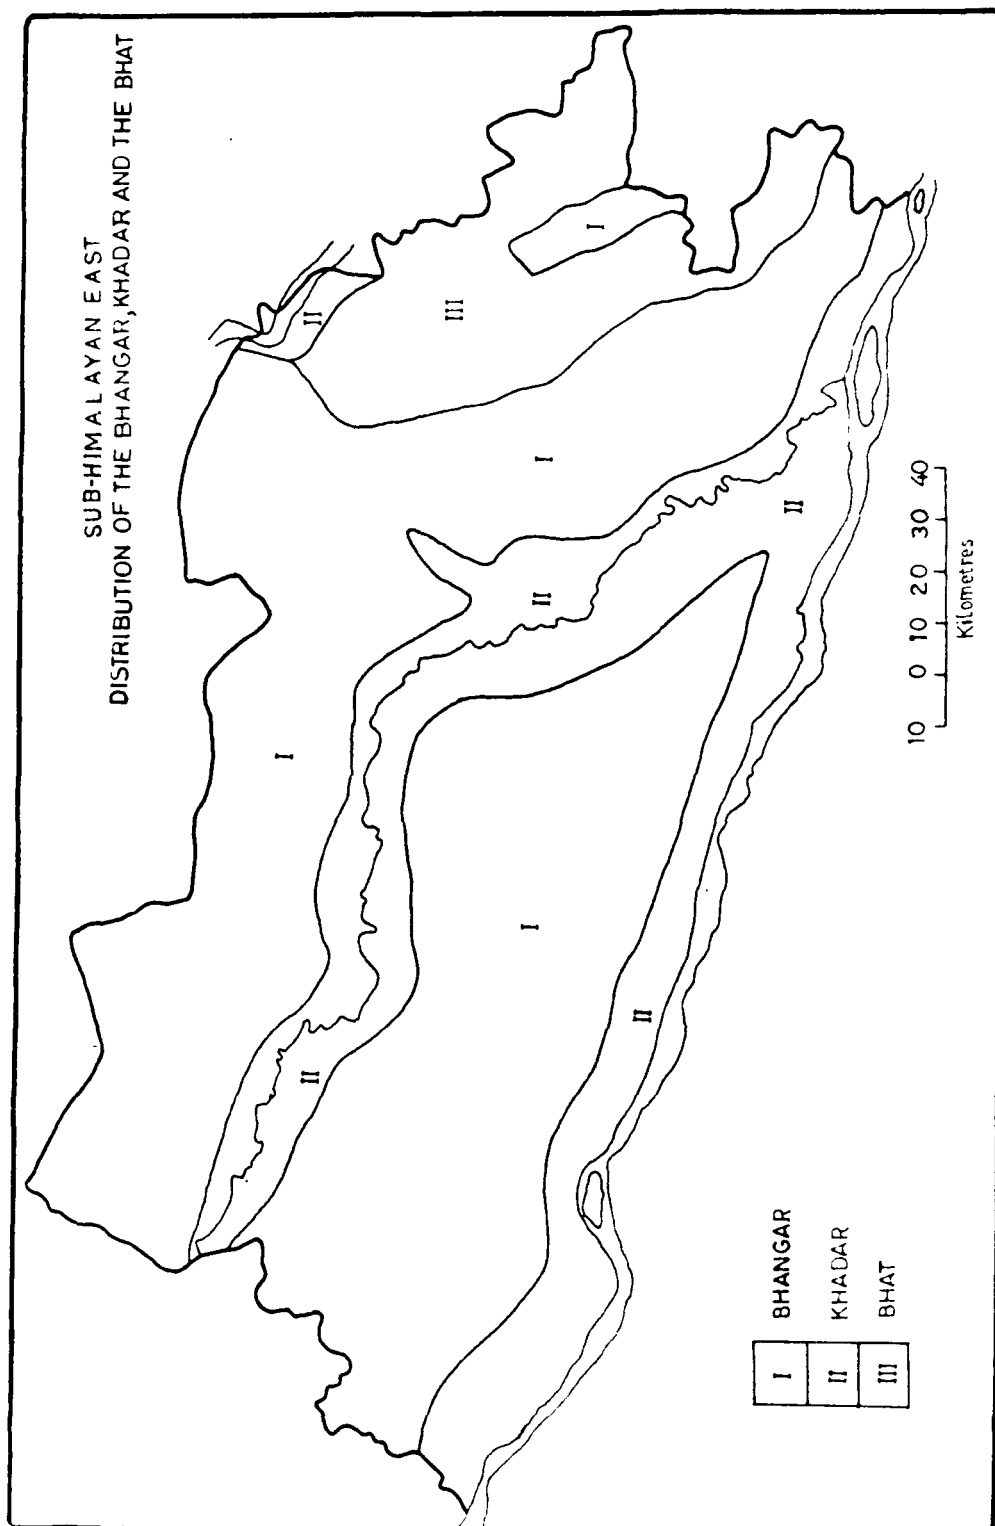 SUB-HIMALAYAN EAST
DISTRIBUTION OF THE BHANGAR, KHADAR AND THE BHAT
II
III
I
I
I
II
II
I
I
II
II
10 0 10 20 30 40
Kilometres
I BHANGAR
II KHADAR
III BHAT